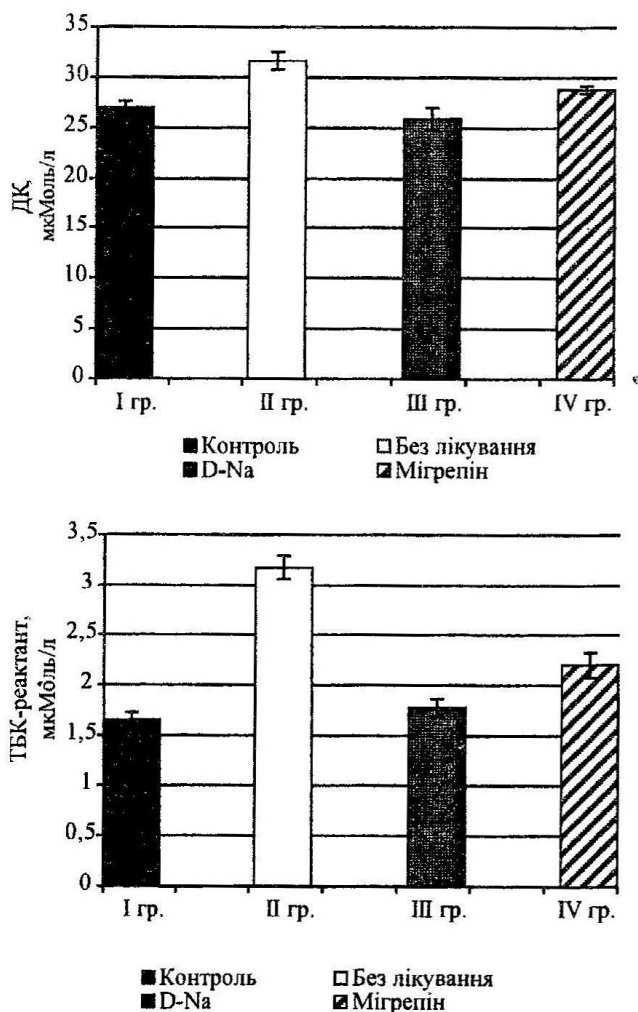 35
30
25
20
15
10
5
0
ДК,
мкМоль/л
I гр.
II гр.
III гр.
IV гр.
Контроль
Без лікування
D-Na
Мігрепін
3,5
3
2,5
2
1,5
1
0,5
0
ТБК-реактант,
мкМоль/л
I гр.
II гр.
III гр.
IV гр.
Контроль
Без лікування
D-Na
Мігрепін